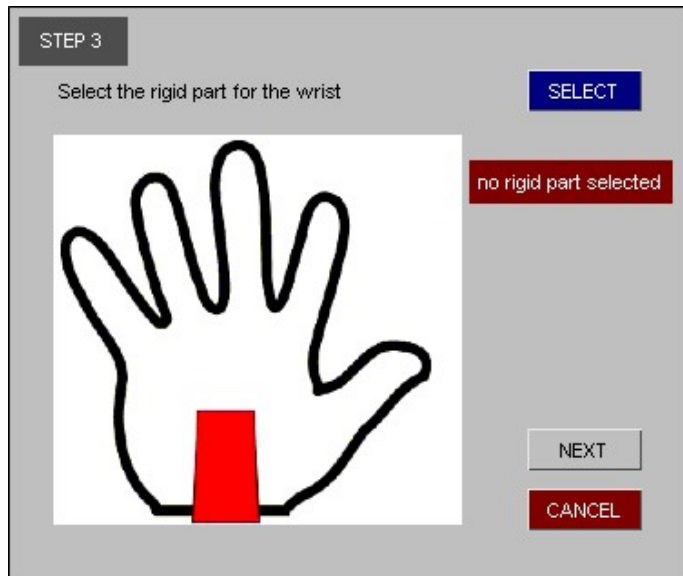 STEP 3
Select the rigid part for the wrist
SELECT
no rigid part selected
NEXT
CANCEL